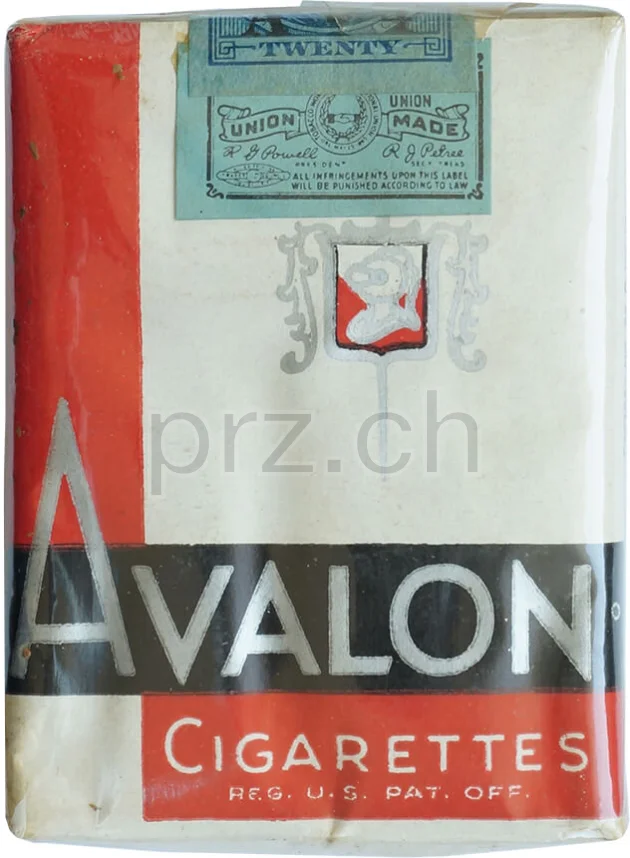 TWENTY
UNION
UNION MADE
R J Petree
PRESIDENT
ALL INFRINGEMENTS UPON THIS LABEL
WILL BE PUNISHED ACCORDING TO LAW
prz.ch
AVALON
CIGARETTES
REG. U.S. PAT. OFF.